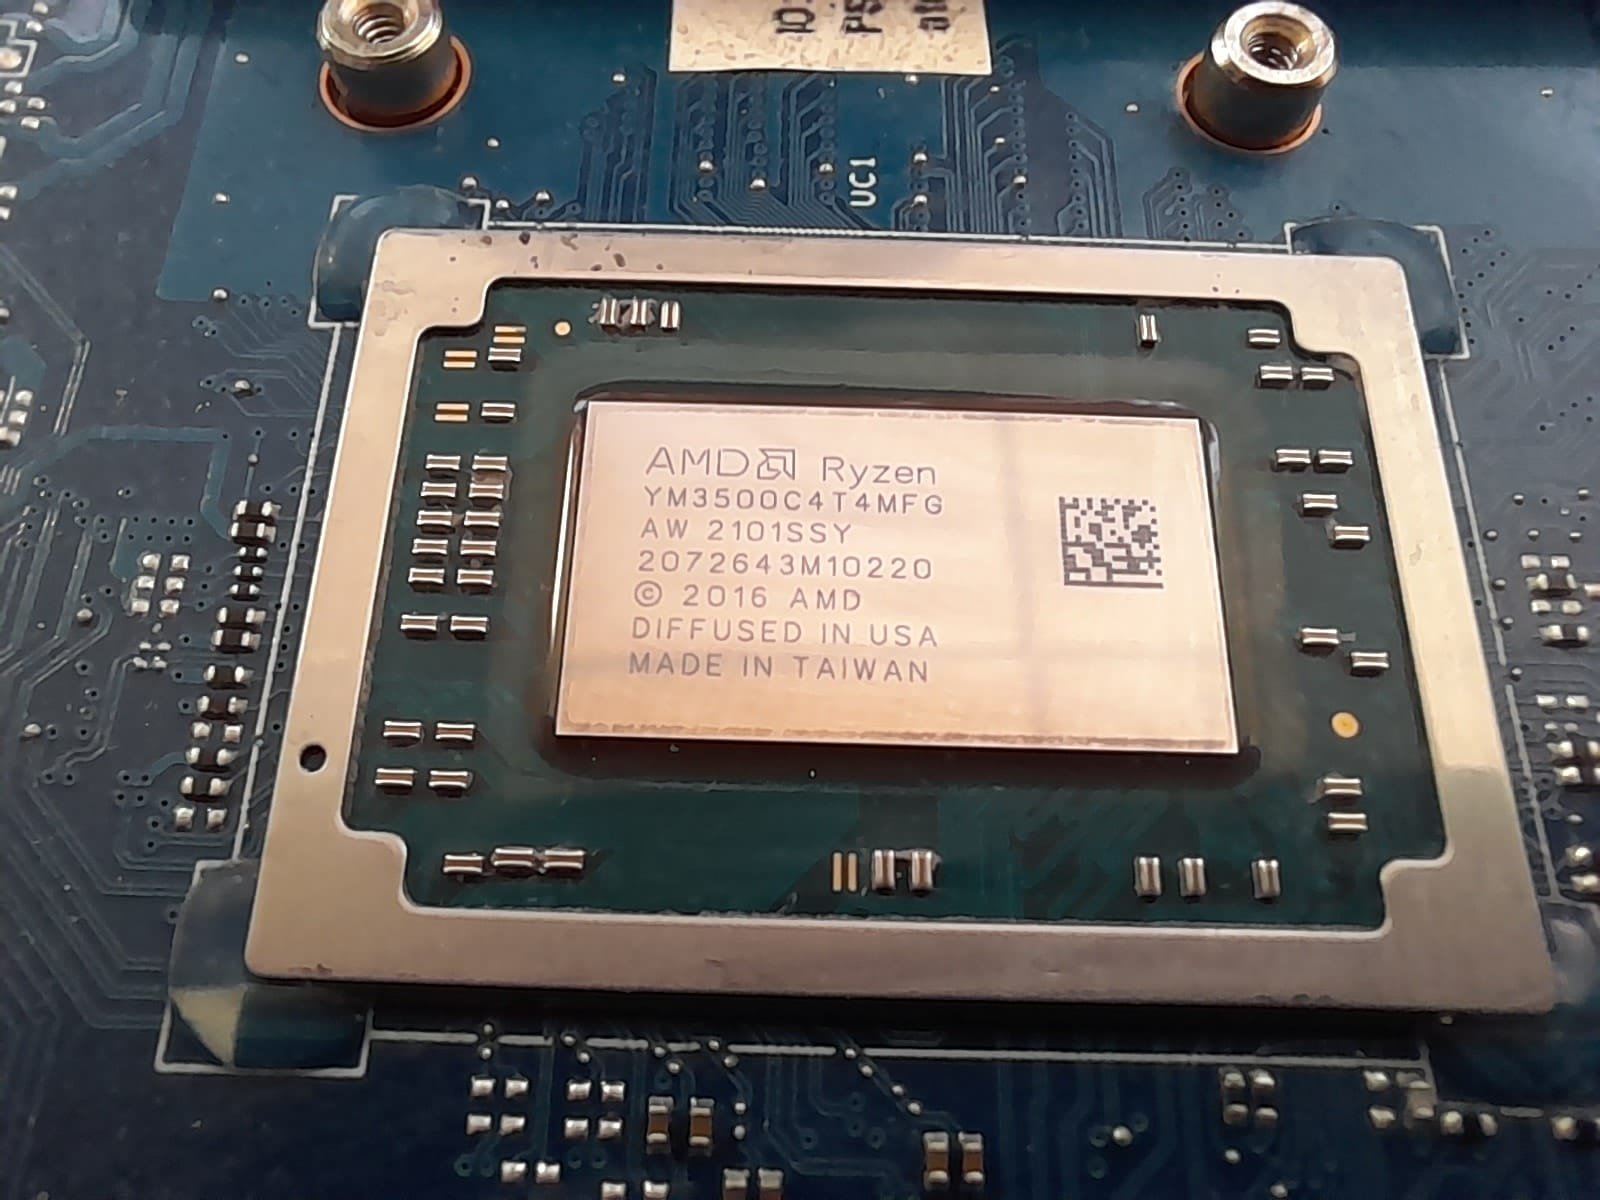 UC1
AMD Ryzen
YM3500C4T4MFG
AW 2101SSY
2072643M10220
© 2016 AMD
DIFFUSED IN USA
MADE IN TAIWAN